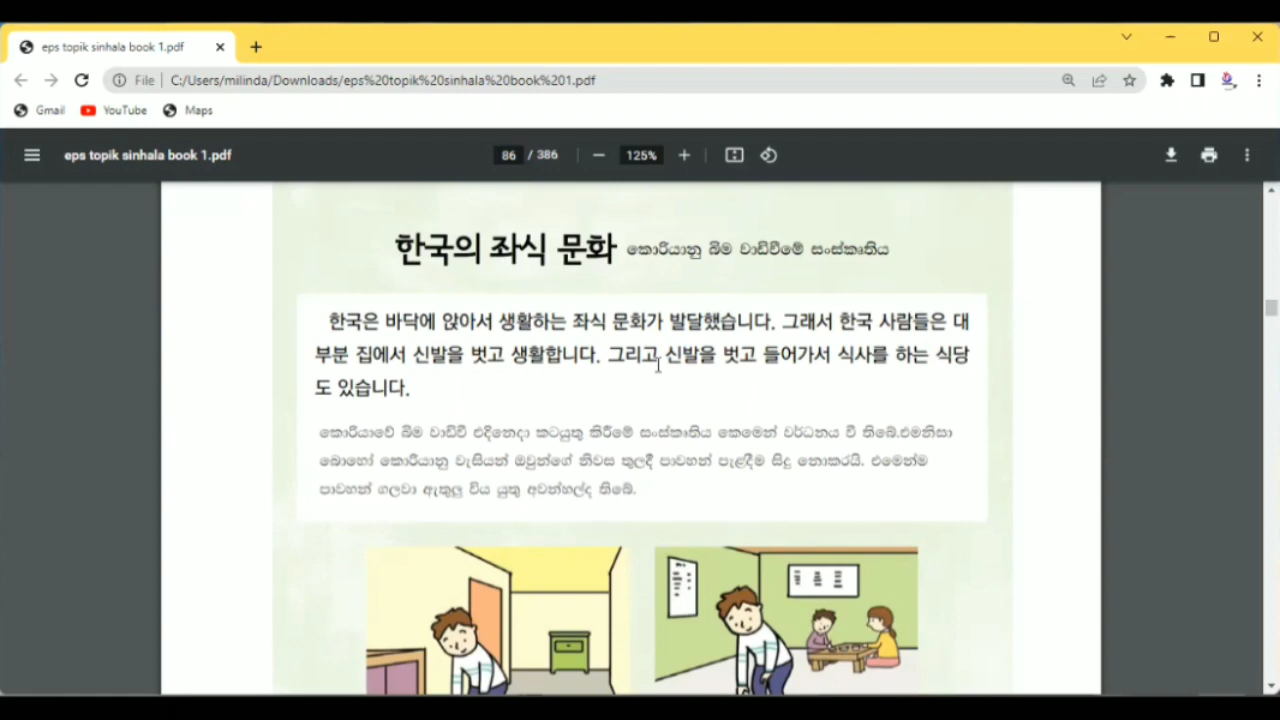 eps topik sinhala book 1.pdf
File
C:/Users/milinda/Downloads/eps%20topik%20sinhala%20book%201.pdf
Gmail
YouTube
Maps
eps topik sinhala book 1.pdf
86 / 386
125%
한국의 좌식 문화 කොරියානු බිම වාඩිවීමේ සංස්කෘතිය
한국은 바닥에 앉아서 생활하는 좌식 문화가 발달했습니다. 그래서 한국 사람들은 대
부분 집에서 신발을 벗고 생활합니다. 그리고 신발을 벗고 들어가서 식사를 하는 식당
도 있습니다.
කොරියාවේ බිම වාඩිවී එදිනෙදා කටයුතු කිරීමේ සංස්කෘතිය කෙමෙන් වර්ධනය වී තිබේ.එමනිසා
බොහෝ කොරියානු වැසියන් ඔවුන්ගේ නිවස තුලදී පාවහන් පැළදීම සිදු නොකරයි. එමෙන්ම
පාවහන් ගලවා ඇතුලු විය යුතු අවන්හල්ද තිබේ.